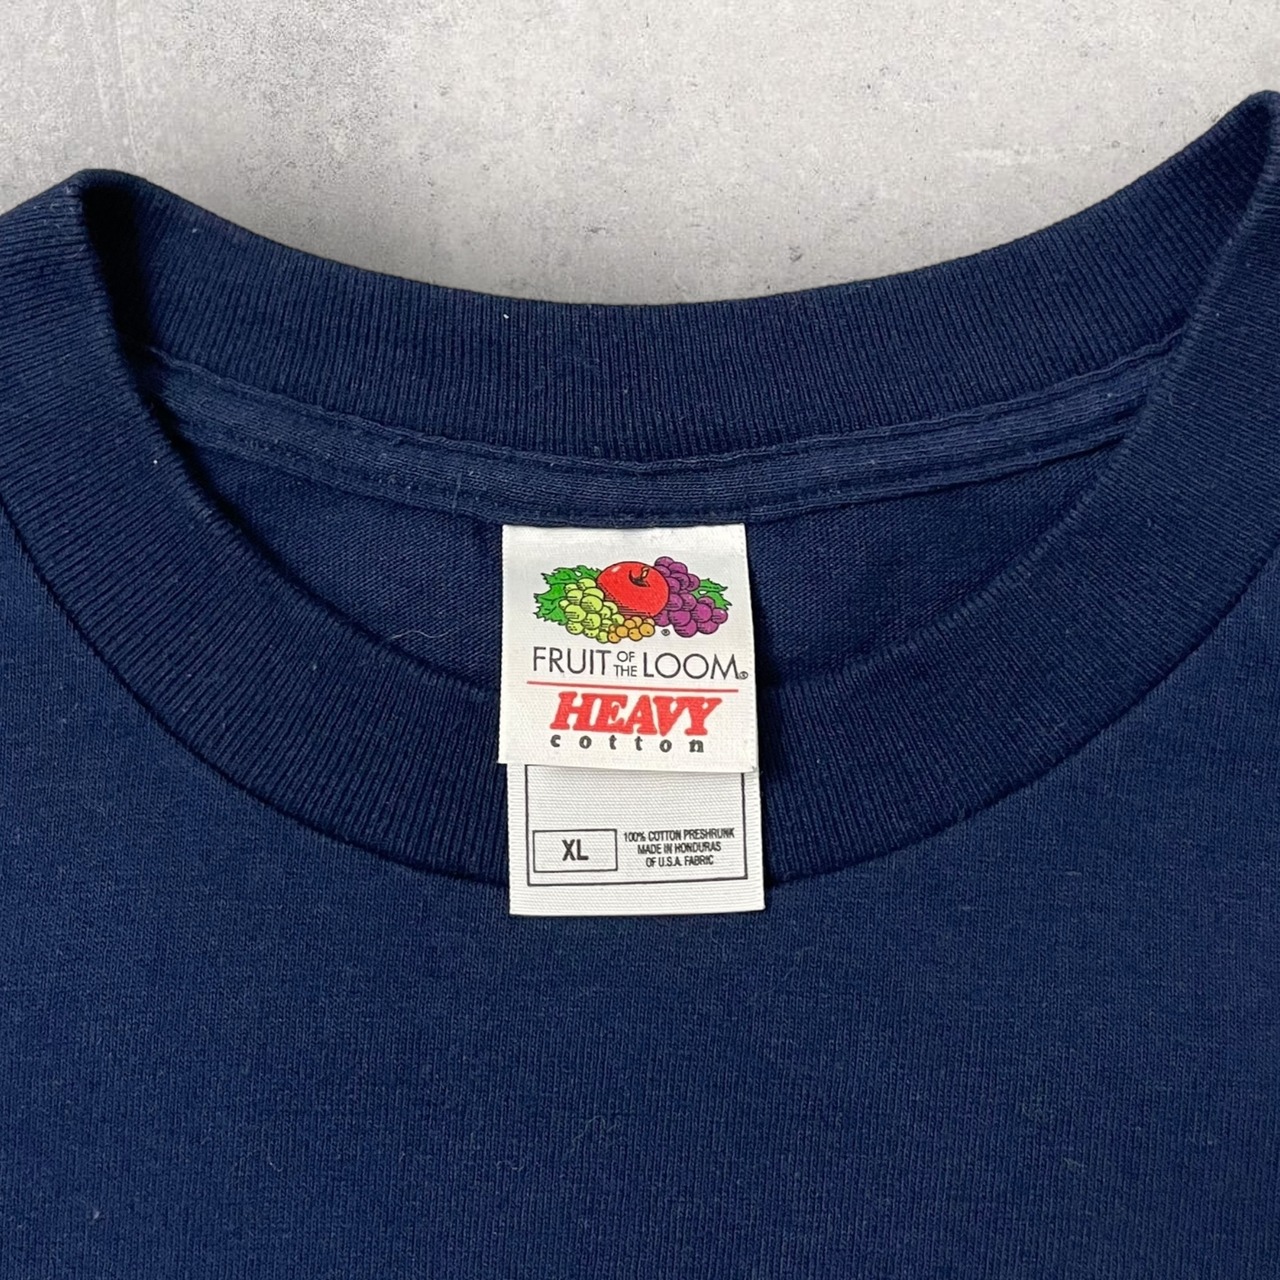 FRUIT OF THE LOOM®
HEAVY
cotton
XL
100% COTTON PRESHRUNK
MADE IN HONDURAS
OF U.S.A. FABRIC